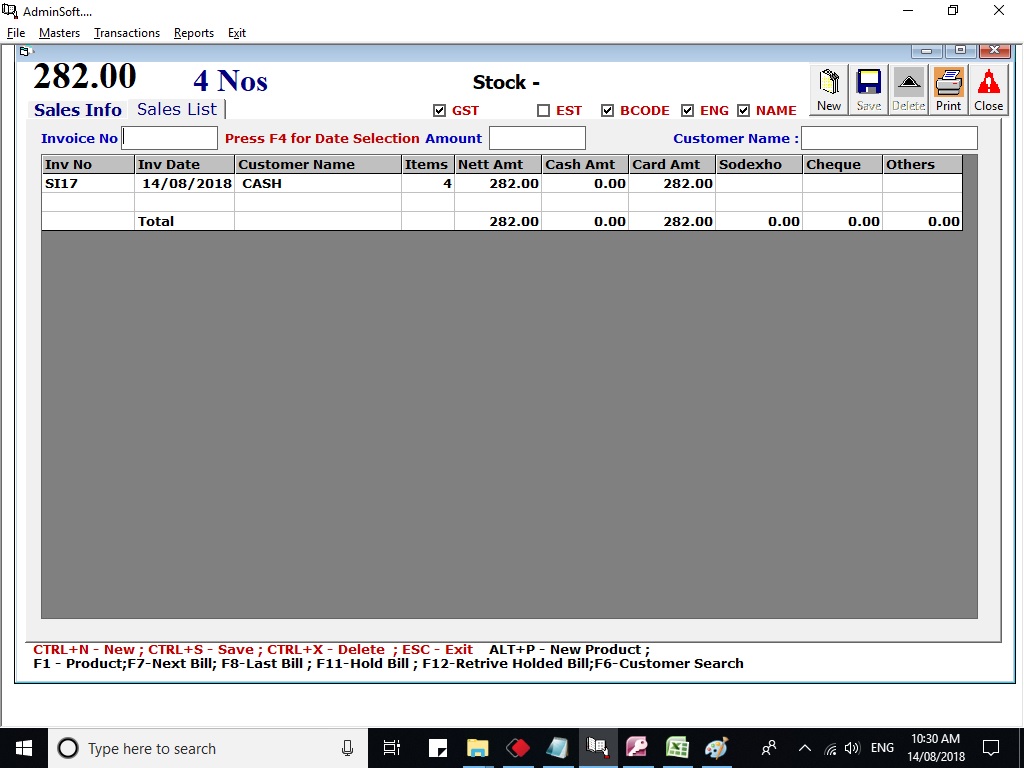 AdminSoft....
File Masters Transactions Reports Exit
282.00 4 Nos Stock -
New Save Delete Print Close
Sales Info Sales List GST EST BCODE ENG NAME
Invoice No Press F4 for Date Selection Amount Customer Name :
Inv No Inv Date Customer Name Items Nett Amt Cash Amt Card Amt Sodexho Cheque Others
SI17 14/08/2018 CASH 4 282.00 0.00 282.00
Total 282.00 0.00 282.00 0.00 0.00 0.00
CTRL+N - New ; CTRL+S - Save ; CTRL+X - Delete ; ESC - Exit ALT+P - New Product ;
F1 - Product;F7-Next Bill; F8-Last Bill ; F11-Hold Bill ; F12-Retrive Holded Bill;F6-Customer Search
Type here to search ENG 10:30 AM
14/08/2018